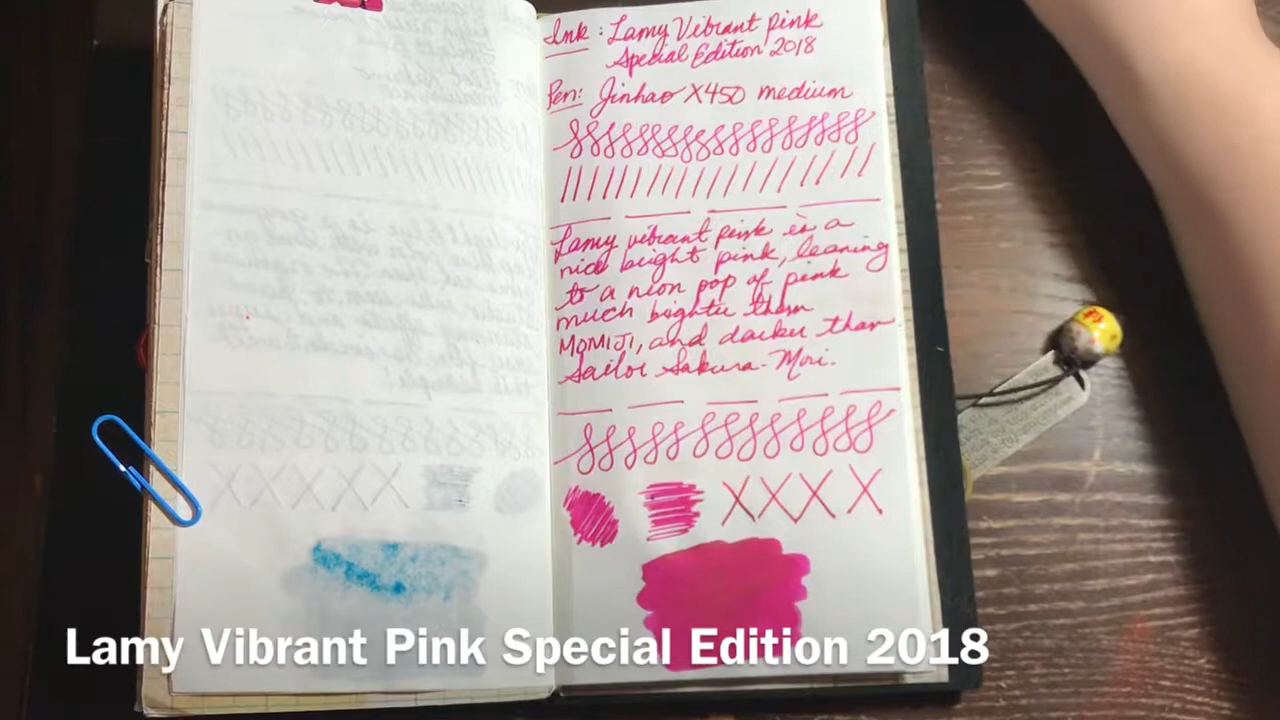 Ink: Lamy Vibrant Pink
Special Edition 2018
Pen: Jinhao X450 medium
Lamy vibrant pink is a
nice bright pink, leaning
to a nion pop of pink
much brighter than
MOMIJI, and darker than
Sailor Sakura-Mori.
X X X X
Lamy Vibrant Pink Special Edition 2018